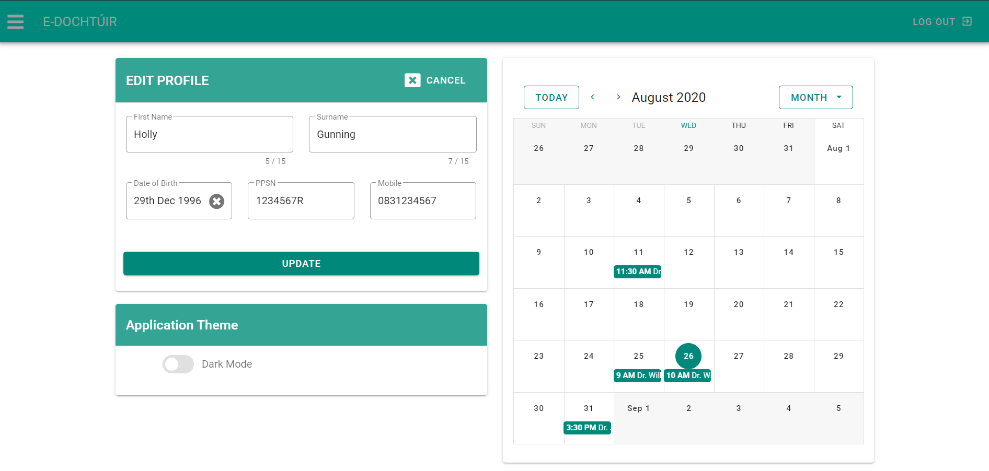 E-DOCHTÚIR
LOG OUT
EDIT PROFILE
CANCEL
First Name
Holly
5 / 15
Surname
Gunning
7 / 15
Date of Birth
29th Dec 1996
PPSN
1234567R
Mobile
0831234567
UPDATE
Application Theme
Dark Mode
TODAY
August 2020
MONTH
SUN MON TUE WED THU FRI SAT
26 27 28 29 30 31 Aug 1
2 3 4 5 6 7 8
9 10 11 12 13 14 15
11:30 AM Dr
16 17 18 19 20 21 22
23 24 25 26 27 28 29
9 AM Dr. Will 10 AM Dr. W
30 31 Sep 1 2 3 4 5
3:30 PM Dr.